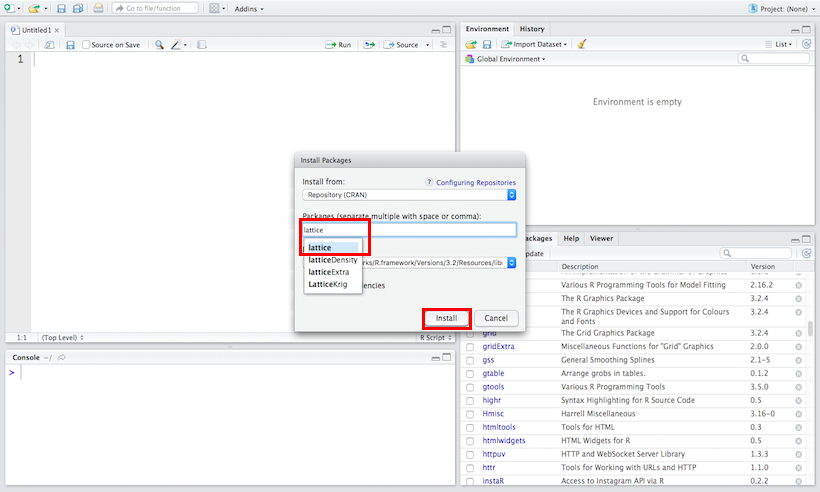 Go to file/function
Addins
Project: (None)
Untitled1
Source on Save
Run
Source
1
1:1
(Top Level)
R Script
Console ~/
>
Environment
History
Import Dataset
List
Global Environment
Environment is empty
Install Packages
Install from:
? Configuring Repositories
Repository (CRAN)
Packages (separate multiple with space or comma):
lattice
lattice
latticeDensity
latticeExtra
LatticeKrig
rks/R.framework/Versions/3.2/Resources/libr
encies
Install
Cancel
ackages
Help
Viewer
pdate
Description
Version
Various R Programming Tools for Model Fitting
2.16.2
The R Graphics Package
3.2.4
The R Graphics Devices and Support for Colours and Fonts
3.2.4
grid
The Grid Graphics Package
3.2.4
gridExtra
Miscellaneous Functions for "Grid" Graphics
2.0.0
gss
General Smoothing Splines
2.1-5
gtable
Arrange grobs in tables.
0.1.2
gtools
Various R Programming Tools
3.5.0
highr
Syntax Highlighting for R Source Code
0.5
Hmisc
Harrell Miscellaneous
3.16-0
htmltools
Tools for HTML
0.3
htmlwidgets
HTML Widgets for R
0.5
httpuv
HTTP and WebSocket Server Library
1.3.3
httr
Tools for Working with URLs and HTTP
1.1.0
instaR
Access to Instagram API via R
0.2.2